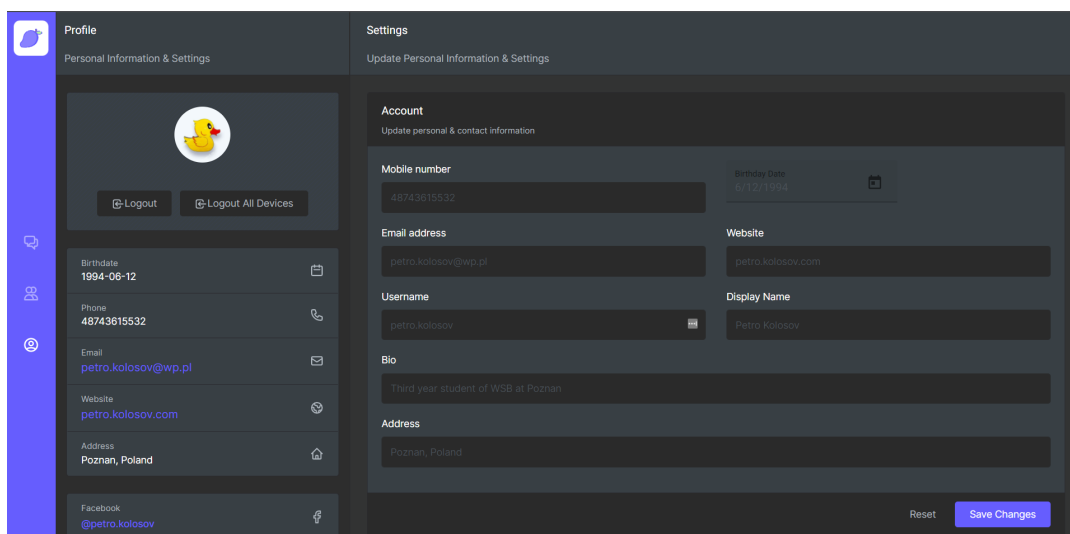 Profile
Personal Information & Settings
Logout
Logout All Devices
Birthdate
1994-06-12
Phone
48743615532
Email
petro.kolosov@wp.pl
Website
petro.kolosov.com
Address
Poznan, Poland
Facebook
@petro.kolosov
Settings
Update Personal Information & Settings
Account
Update personal & contact information
Mobile number
48743615532
Birthday Date
6/12/1994
Email address
petro.kolosov@wp.pl
Website
petro.kolosov.com
Username
petro.kolosov
Display Name
Petro Kolosov
Bio
Third year student of WSB at Poznan
Address
Poznan, Poland
Reset
Save Changes